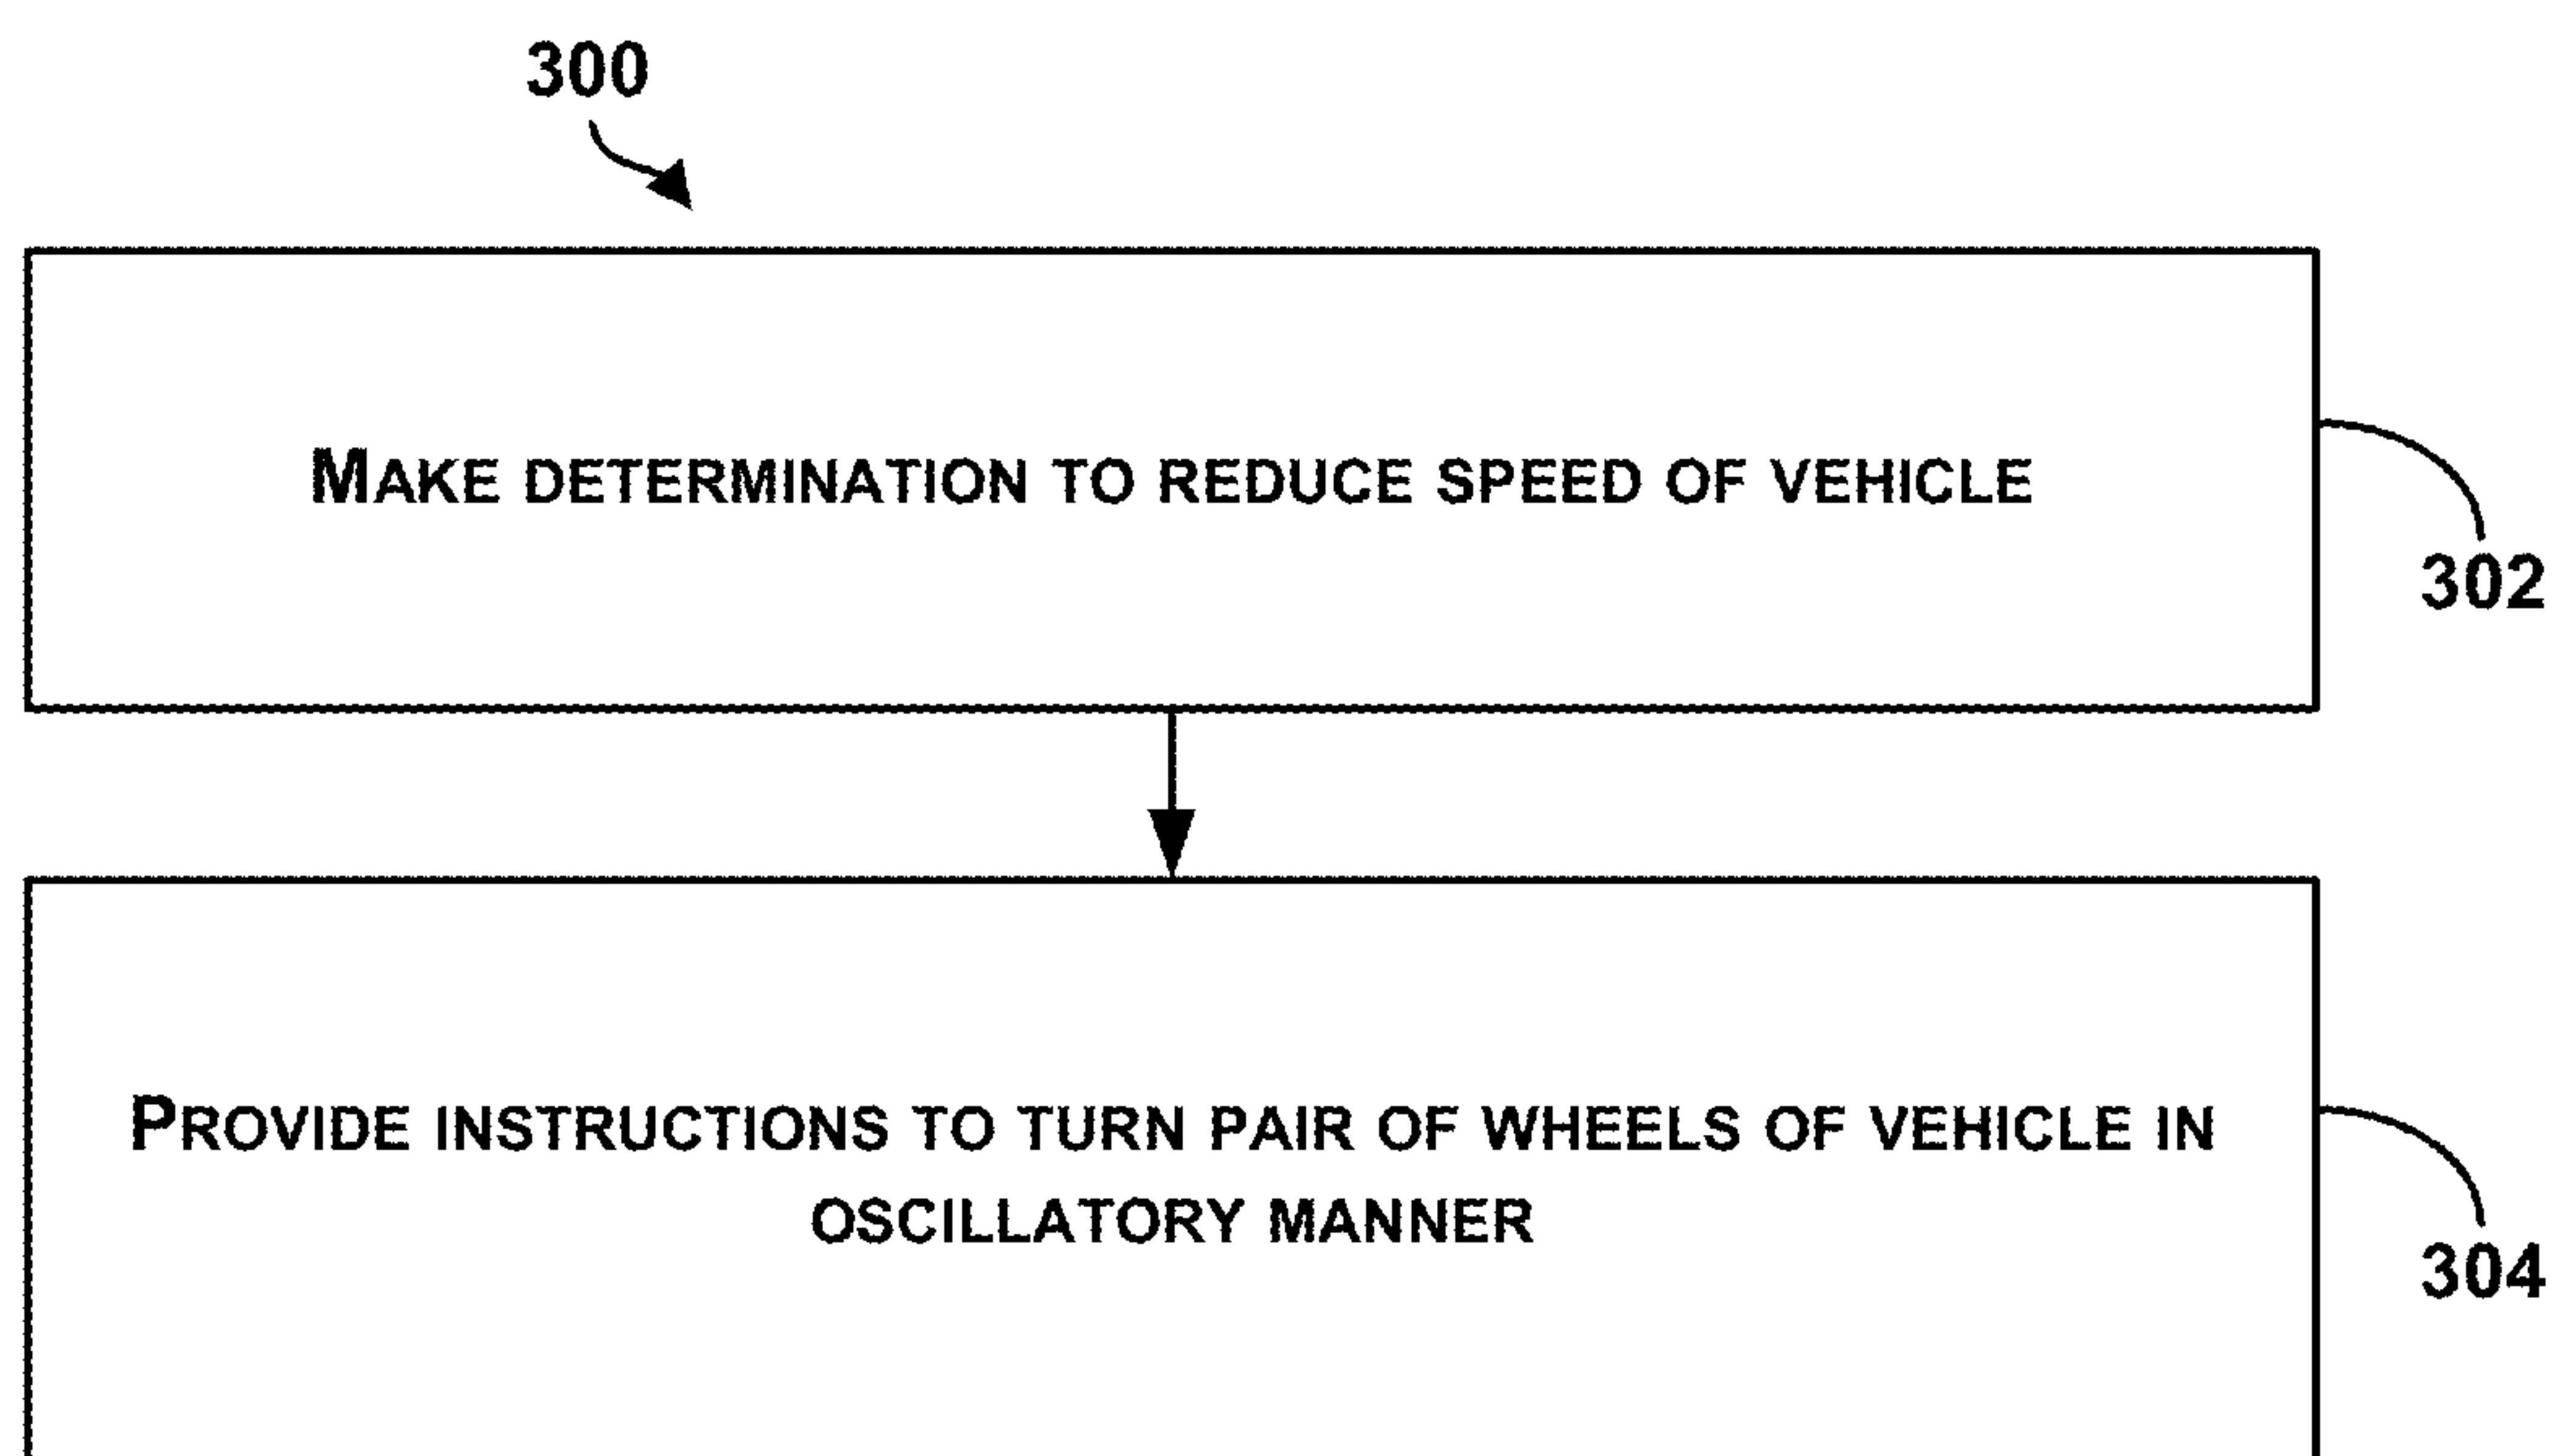 300
MAKE DETERMINATION TO REDUCE SPEED OF VEHICLE
302
PROVIDE INSTRUCTIONS TO TURN PAIR OF WHEELS OF VEHICLE IN
OSCILLATORY MANNER
304